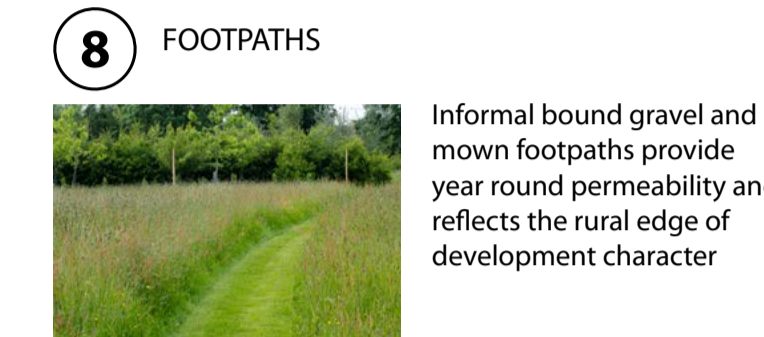 8
FOOTPATHS
Informal bound gravel and
mown footpaths provide
year round permeability an
reflects the rural edge of
development character